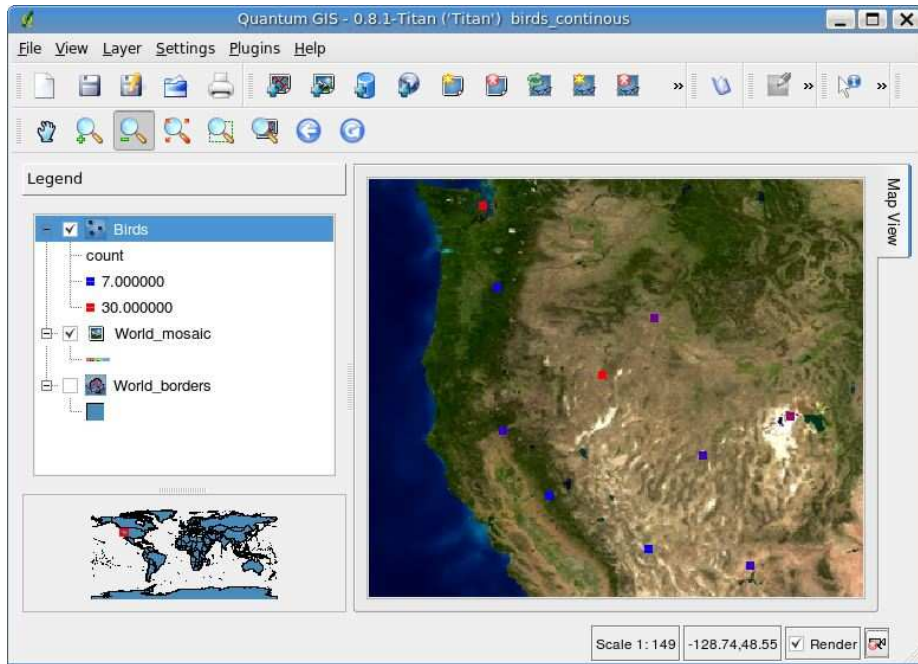 Quantum GIS - 0.8.1-Titan ('Titan')  birds_continous
File View Layer Settings Plugins Help
Legend
Map View
Birds
count
7.000000
30.000000
World_mosaic
World_borders
Scale 1: 149
-128.74,48.55
Render